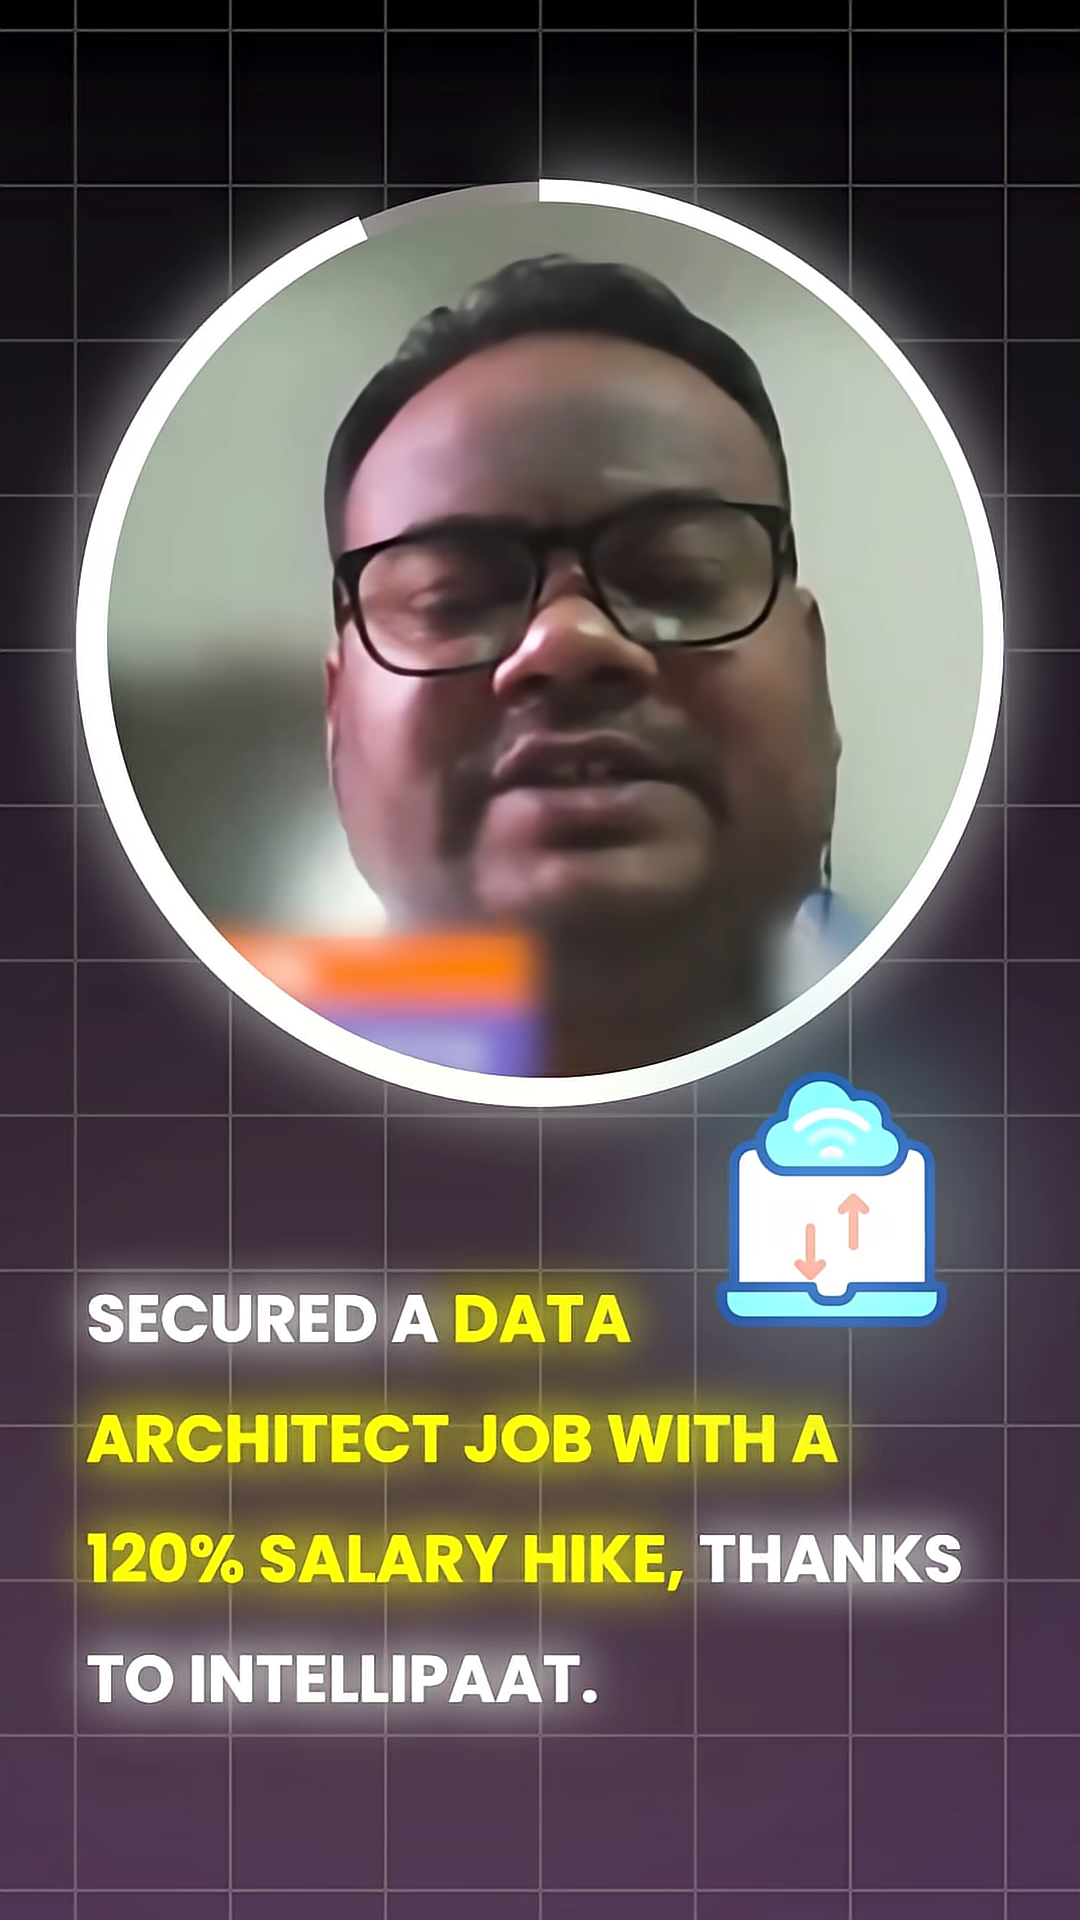 SECURED A DATA
ARCHITECT JOB WITH A
120% SALARY HIKE, THANKS
TO INTELLIPAAT.